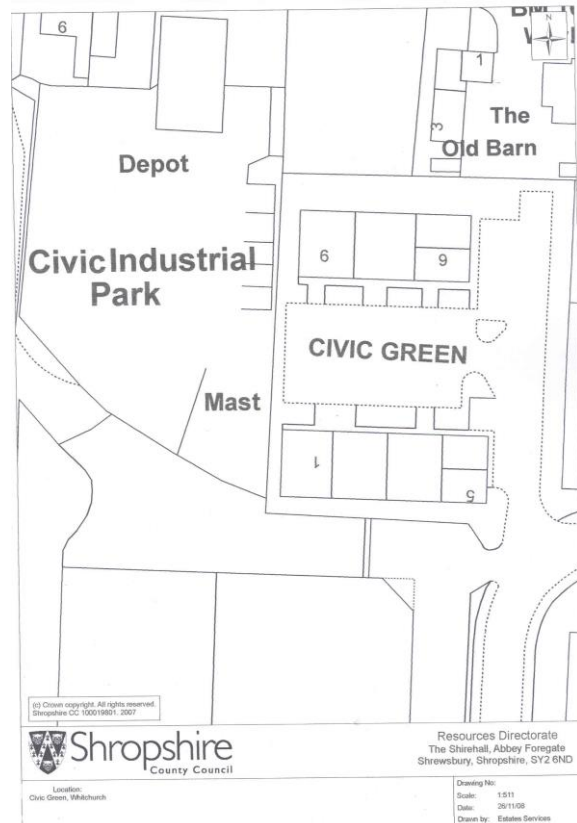 6
N
1
3
The
Old Barn
Depot
Civic Industrial
Park
9
6
CIVIC GREEN
Mast
1
5
(c) Crown copyright. All rights reserved.
Shropshire CC 100019801. 2007
Shropshire
County Council
Resources Directorate
The Shirehall, Abbey Foregate
Shrewsbury, Shropshire, SY2 6ND
Location:
Civic Green, Whitchurch
Drawing No:
Scale: 1:511
Date: 26/11/08
Drawn by: Estates Services